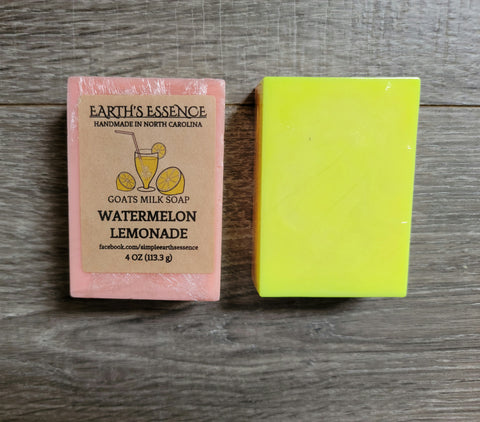 EARTH'S ESSENCE
HANDMADE IN NORTH CAROLINA
GOATS MILK SOAP
WATERMELON
LEMONADE
facebook.com/simpleearthsessence
4 OZ (113.3 g)